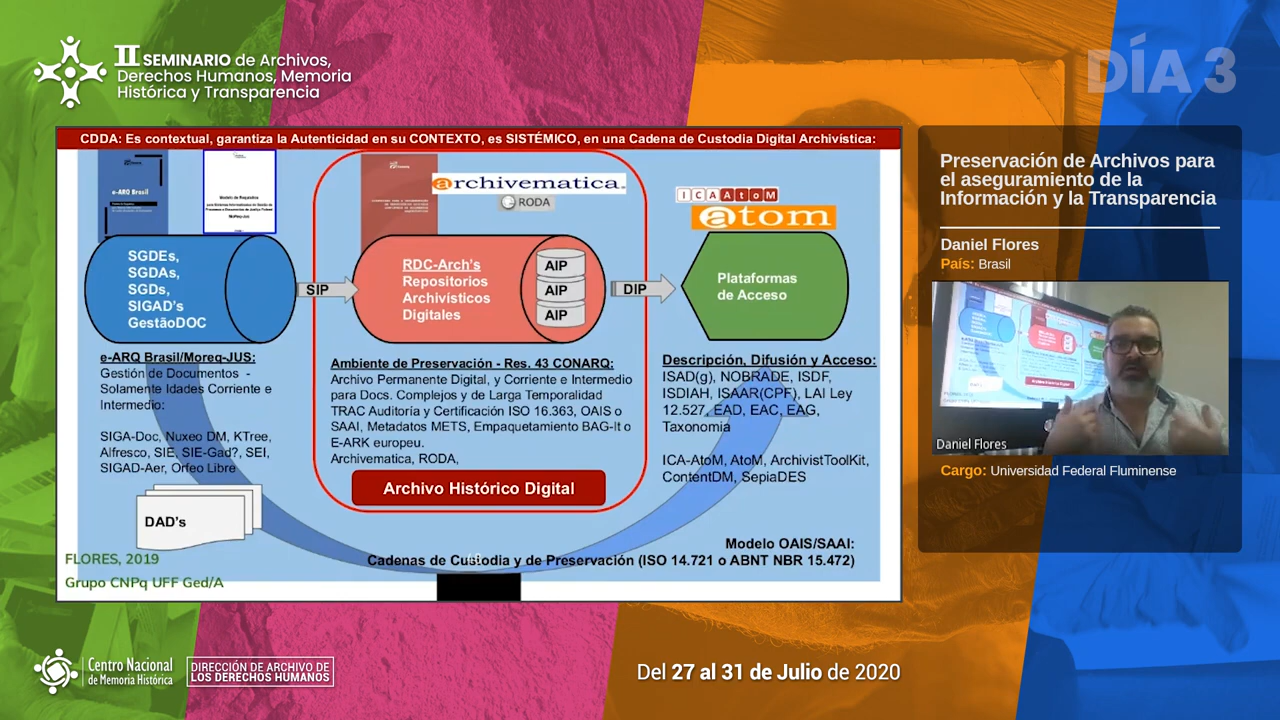 II SEMINARIO de Archivos,
Derechos Humanos, Memoria
Histórica y Transparencia
DÍA 3
CDDA: Es contextual, garantiza la Autenticidad en su CONTEXTO, es SISTÉMICO, en una Cadena de Custodia Digital Archivística:
e-ARQ Brasil
Modelo de Requisitos
MoReq-Jus
archivematica
RODA
ICA AtoM
atom
SGDEs,
SGDAs,
SGDs,
SIGAD's
GestãoDOC
SIP
RDC-Arch's
Repositorios
Archivísticos
Digitales
AIP
AIP
AIP
DIP
Plataformas
de Acceso
e-ARQ Brasil/Moreq-JUS:
Gestión de Documentos -
Solamente Idades Corriente e
Intermedio:
SIGA-Doc, Nuxeo DM, KTree,
Alfresco, SIE, SIE-Gad?, SEI,
SIGAD-Aer, Orfeo Libre
DAD's
Ambiente de Preservación - Res. 43 CONARQ:
Archivo Permanente Digital, y Corriente e Intermedio
para Docs. Complejos y de Larga Temporalidad
TRAC Auditoría y Certificación ISO 16.363, OAIS o
SAAI, Metadatos METS, Empaquetamiento BAG-It o
E-ARK europeu.
Archivematica, RODA,
Archivo Histórico Digital
Descripción, Difusión y Acceso:
ISAD(g), NOBRADE, ISDF,
ISDIAH, ISAAR(CPF), LAI Ley
12.527, EAD, EAC, EAG,
Taxonomia
ICA-AtoM, AtoM, ArchivistToolKit,
ContentDM, SepiaDES
Modelo OAIS/SAAI:
Cadenas de Custodia y de Preservación (ISO 14.721 o ABNT NBR 15.472)
FLORES, 2019
Grupo CNPq UFF Ged/A
Preservación de Archivos para
el aseguramiento de la
Información y la Transparencia
Daniel Flores
País: Brasil
Daniel Flores
Cargo: Universidad Federal Fluminense
Centro Nacional
de Memoria Histórica
DIRECCIÓN DE ARCHIVO DE
LOS DERECHOS HUMANOS
Del 27 al 31 de Julio de 2020